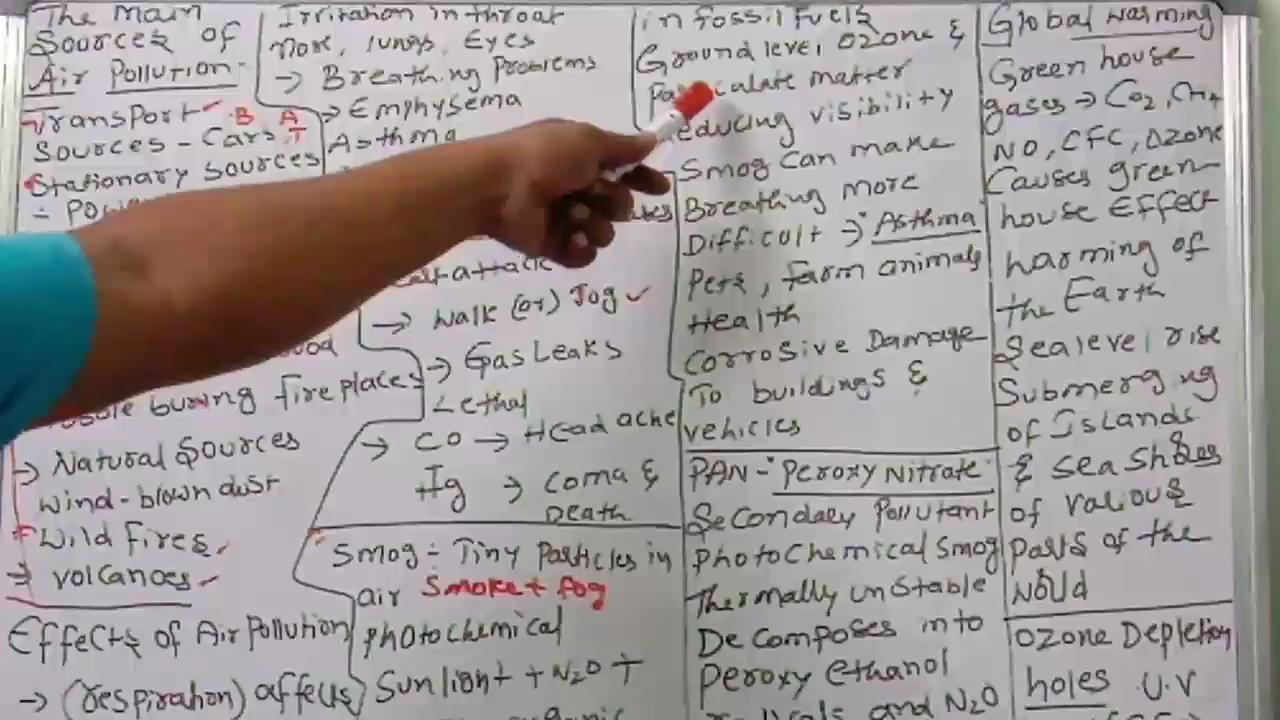 The Main
Sources of
Air Pollution
Transport B A
Sources - Cars, T
Stationary Sources
burning fireplaces
→ Natural Sources
Wind-blown dust
* Wild fires
→ volcanoes
Effects of Air Pollution
→ (respiration) affects
Irritation in throat
Nose, lungs, Eyes
→ Breathing Problems
→ Emphysema
Asthma
→ Walk (or) Jog
→ Gas Leaks
Lethal
→ CO → Headache
Hg → coma &
Death
Smog :- Tiny Particles in
air Smoke + fog
Photochemical
Sunlight + N2O +
in fossil fuels
Ground level Ozone &
matter
reducing visibility
Smog can make
Breathing more
Difficult → "Asthma"
Pets, farm animals
Health
Corrosive Damage
To buildings &
vehicles
PAN - "Peroxy Nitrate"
Secondary Pollutant
Photochemical Smog
Thermally unstable
Decomposes into
Peroxy ethanol
and N2O
Global warming
Green house
gases → CO2, CH4
NO, CFC, Ozone
Causes green
house Effect
warming of
the Earth
Sealevel rise
Submerging
of Islands
& sea shores
of various
parts of the
world
Ozone Depletion
holes U.V